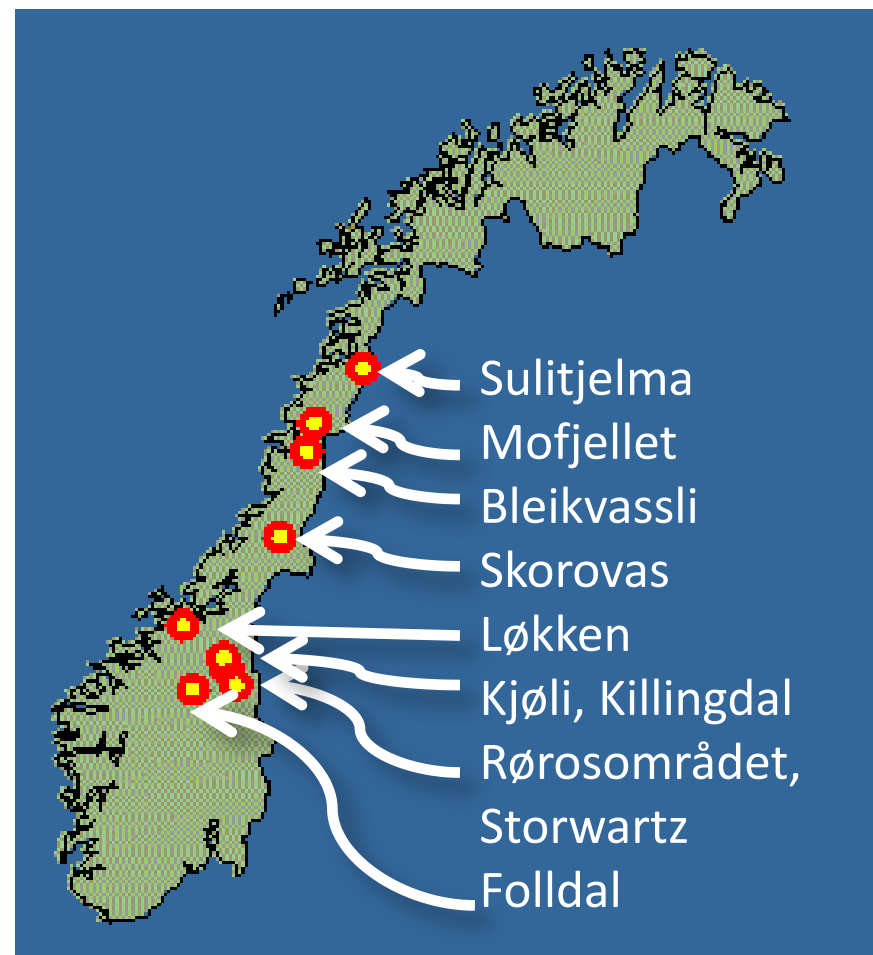 Sulitjelma
Mofjellet
Bleikvassli
Skorovas
Løkken
Kjøli, Killingdal
Rørosområdet,
Storwartz
Folldal